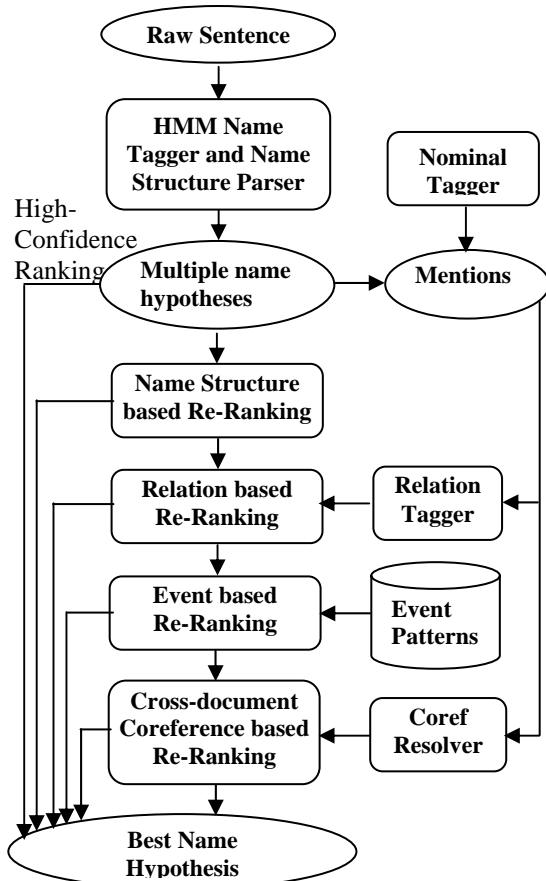 Raw Sentence
HMM Name
Tagger and Name
Structure Parser
Nominal
Tagger
High-
Confidence
Ranking
Multiple name
hypotheses
Mentions
Name Structure
based Re-Ranking
Relation based
Re-Ranking
Relation
Tagger
Event based
Re-Ranking
Event
Patterns
Cross-document
Coreference based
Re-Ranking
Coref
Resolver
Best Name
Hypothesis